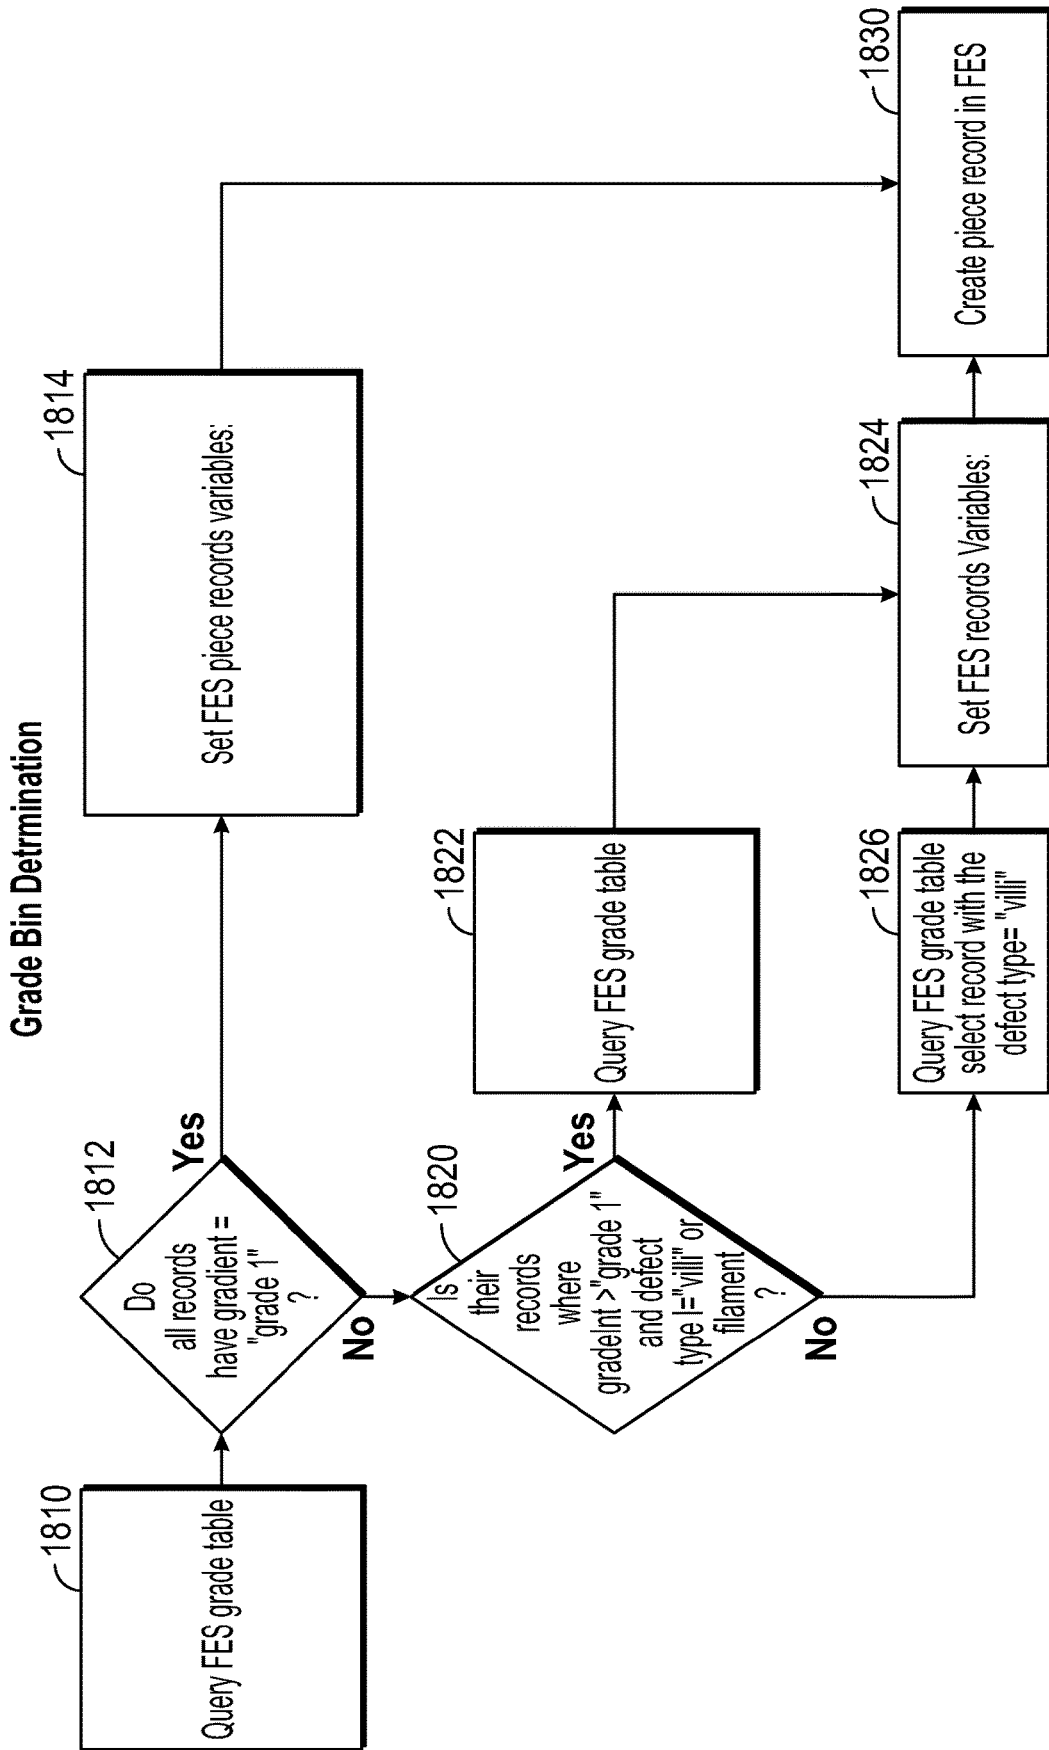 Grade Bin Detrmination
1810
Query FES grade table
1812
Do
all records
have gradient =
"grade 1"
?
Yes
No
1814
Set FES piece records variables:
1820
Is
their
records
where
gradeInt >"grade 1"
and defect
type !="villi" or
filament
?
Yes
No
1822
Query FES grade table
1826
Query FES grade table
select record with the
defect type= "villi"
1824
Set FES records Variables:
1830
Create piece record in FES